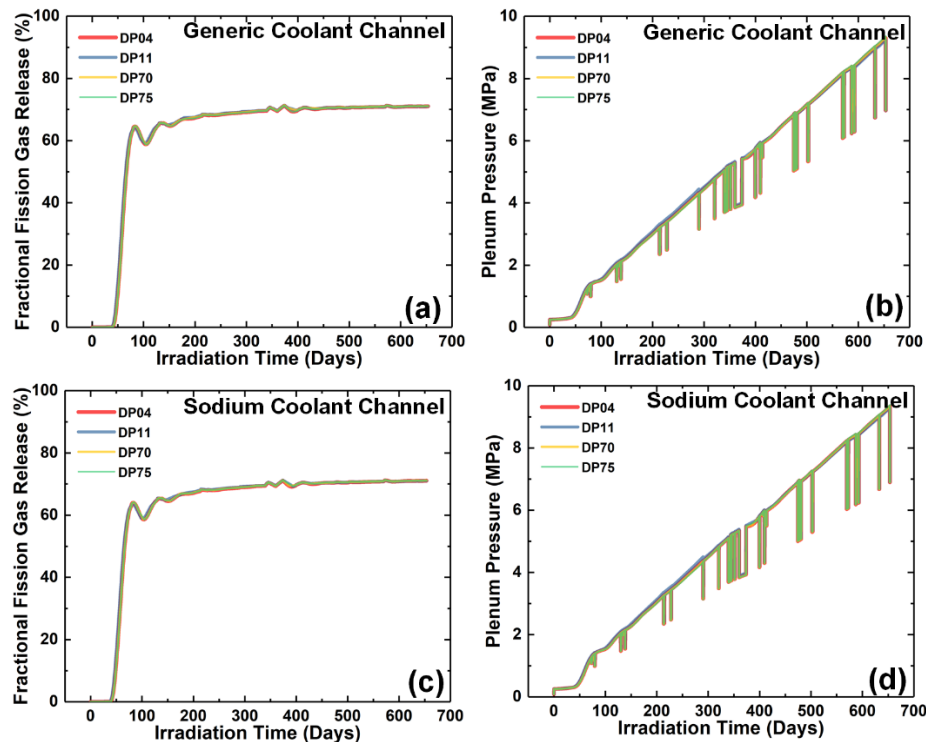 Generic Coolant Channel
DP04
DP11
DP70
DP75
Fractional Fission Gas Release (%)
100
80
60
40
20
0
0 100 200 300 400 500 600 700
Irradiation Time (Days)
(a)
Generic Coolant Channel
DP04
DP11
DP70
DP75
Plenum Pressure (MPa)
10
8
6
4
2
0
0 100 200 300 400 500 600 700
Irradiation Time (Days)
(b)
Sodium Coolant Channel
DP04
DP11
DP70
DP75
Fractional Fission Gas Release (%)
100
80
60
40
20
0
0 100 200 300 400 500 600 700
Irradiation Time (Days)
(c)
Sodium Coolant Channel
DP04
DP11
DP70
DP75
Plenum Pressure (MPa)
10
8
6
4
2
0
0 100 200 300 400 500 600 700
Irradiation Time (Days)
(d)